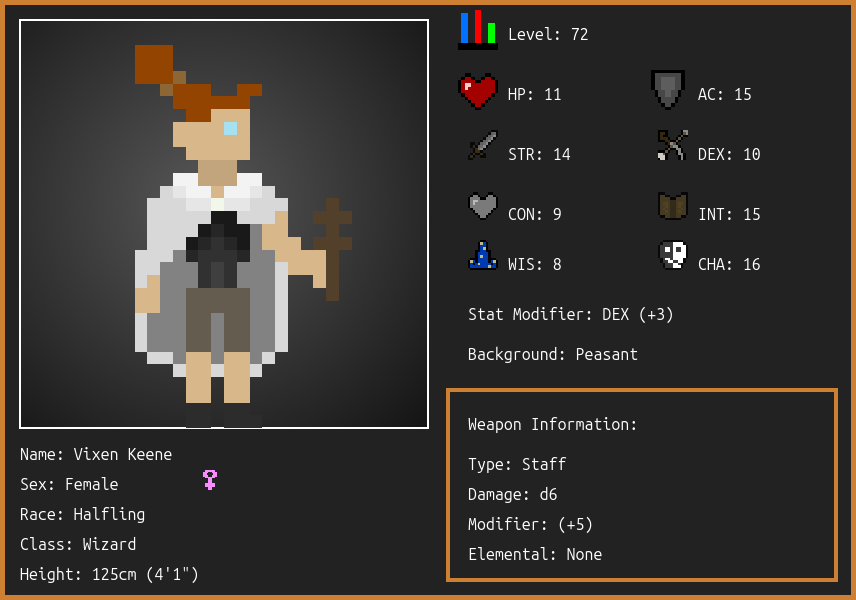 Level: 72
HP: 11
AC: 15
STR: 14
DEX: 10
CON: 9
INT: 15
WIS: 8
CHA: 16
Stat Modifier: DEX (+3)
Background: Peasant
Weapon Information:
Type: Staff
Damage: d6
Modifier: (+5)
Elemental: None
Name: Vixen Keene
Sex: Female
Race: Halfling
Class: Wizard
Height: 125cm (4'1")